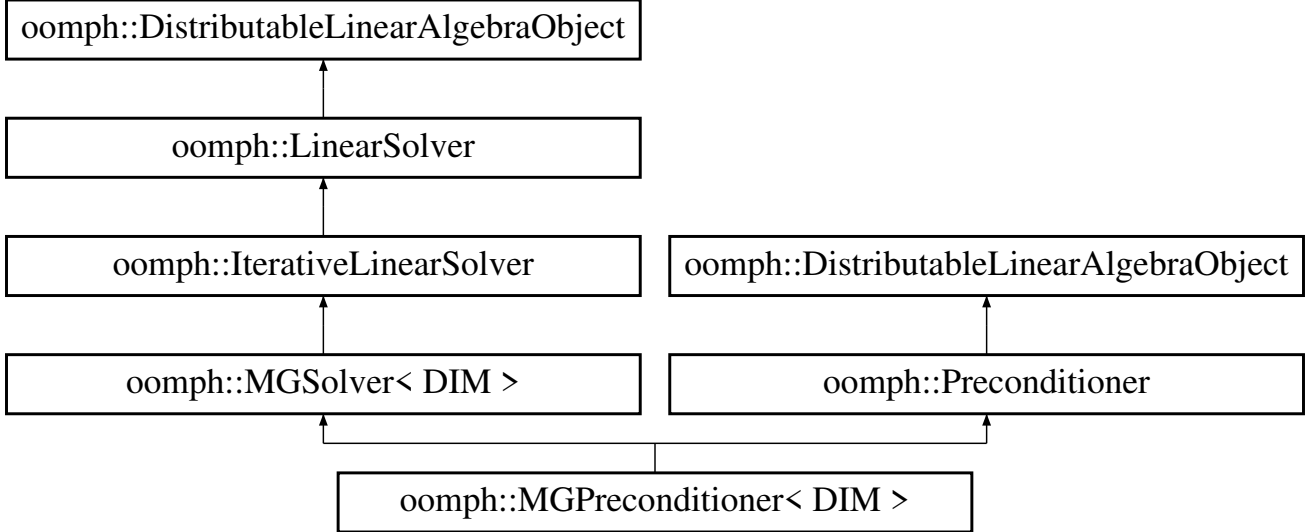 oomph::DistributableLinearAlgebraObject
oomph::LinearSolver
oomph::IterativeLinearSolver
oomph::DistributableLinearAlgebraObject
oomph::MGSolver< DIM >
oomph::Preconditioner
oomph::MGPreconditioner< DIM >